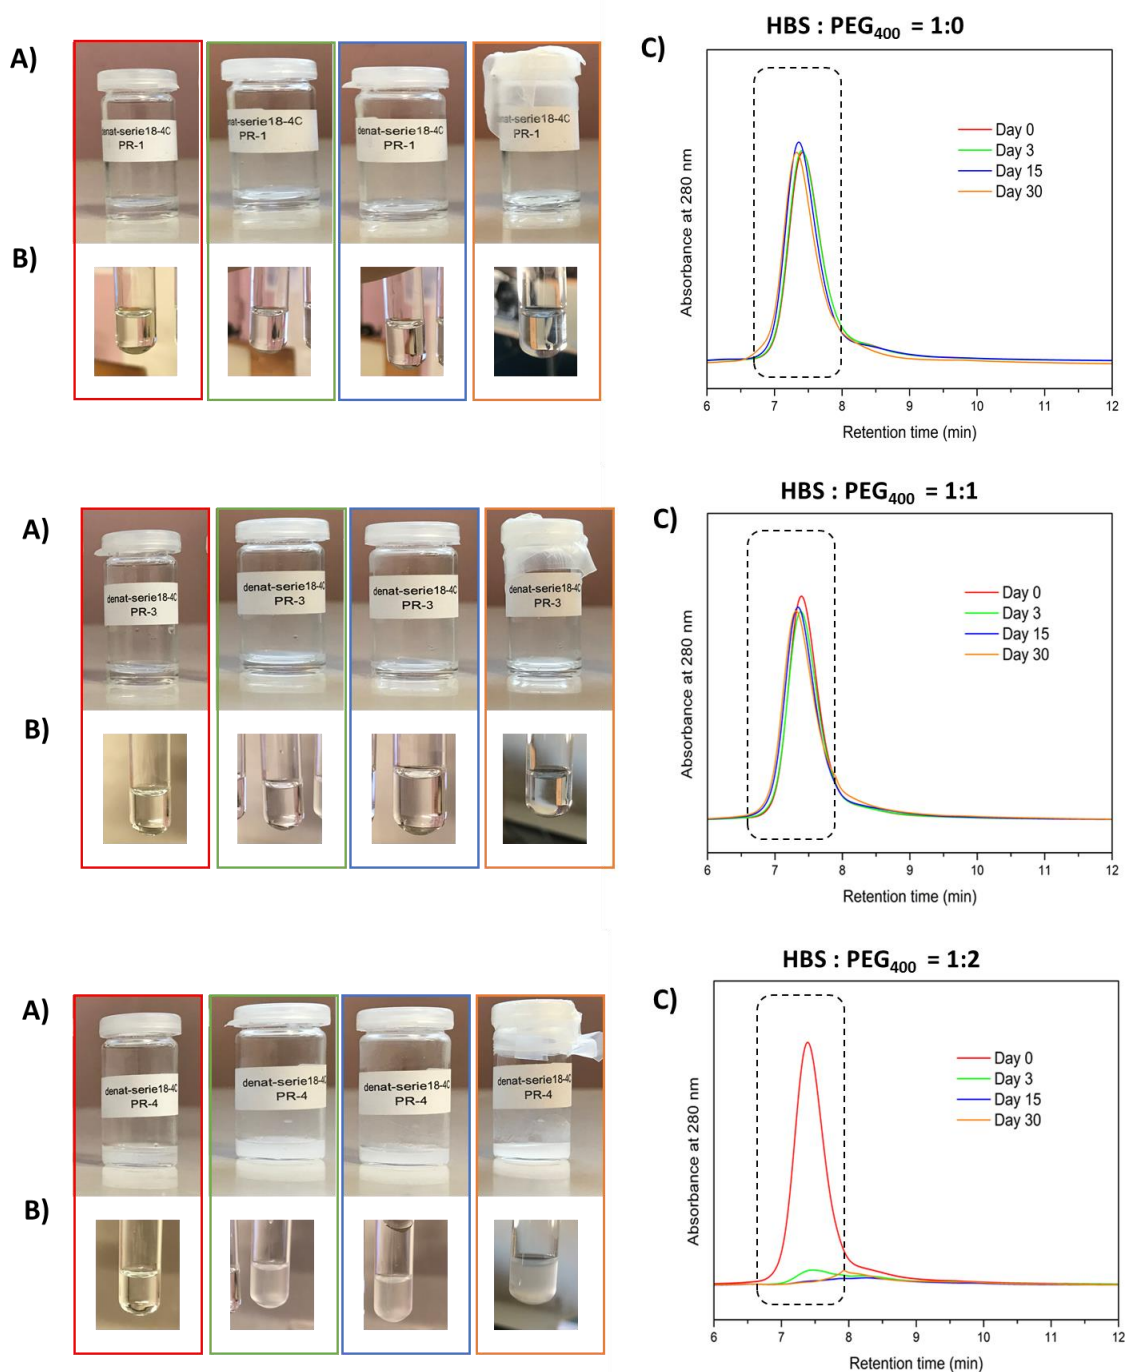 HBS : PEG400 = 1:0
A)
enat-serie18-4C
PR-1
nat-serie18-4C
PR-1
denat-serie18-4C
PR-1
nat-serie18-4C
PR-1
B)
C)
Absorbance at 280 nm
Day 0
Day 3
Day 15
Day 30
6 7 8 9 10 11 12
Retention time (min)
HBS : PEG400 = 1:1
A)
denat-serie18-4C
PR-3
denat-serie18-4C
PR-3
denat-serie18-4C
PR-3
denat-serie18-4C
PR-3
B)
C)
Absorbance at 280 nm
Day 0
Day 3
Day 15
Day 30
6 7 8 9 10 11 12
Retention time (min)
HBS : PEG400 = 1:2
A)
denat-serie18-4C
PR-4
denat-serie18-4C
PR-4
denat-serie18-4C
PR-4
denat-serie18-4C
PR-4
B)
C)
Absorbance at 280 nm
Day 0
Day 3
Day 15
Day 30
6 7 8 9 10 11 12
Retention time (min)